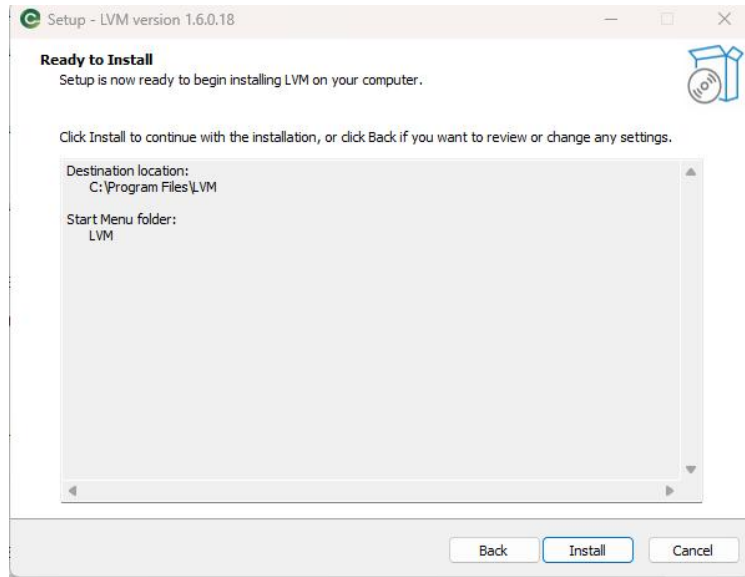 Setup - LVM version 1.6.0.18
Ready to Install
Setup is now ready to begin installing LVM on your computer.
Click Install to continue with the installation, or click Back if you want to review or change any settings.
Destination location:
C:\Program Files\LVM
Start Menu folder:
LVM
Back Install Cancel